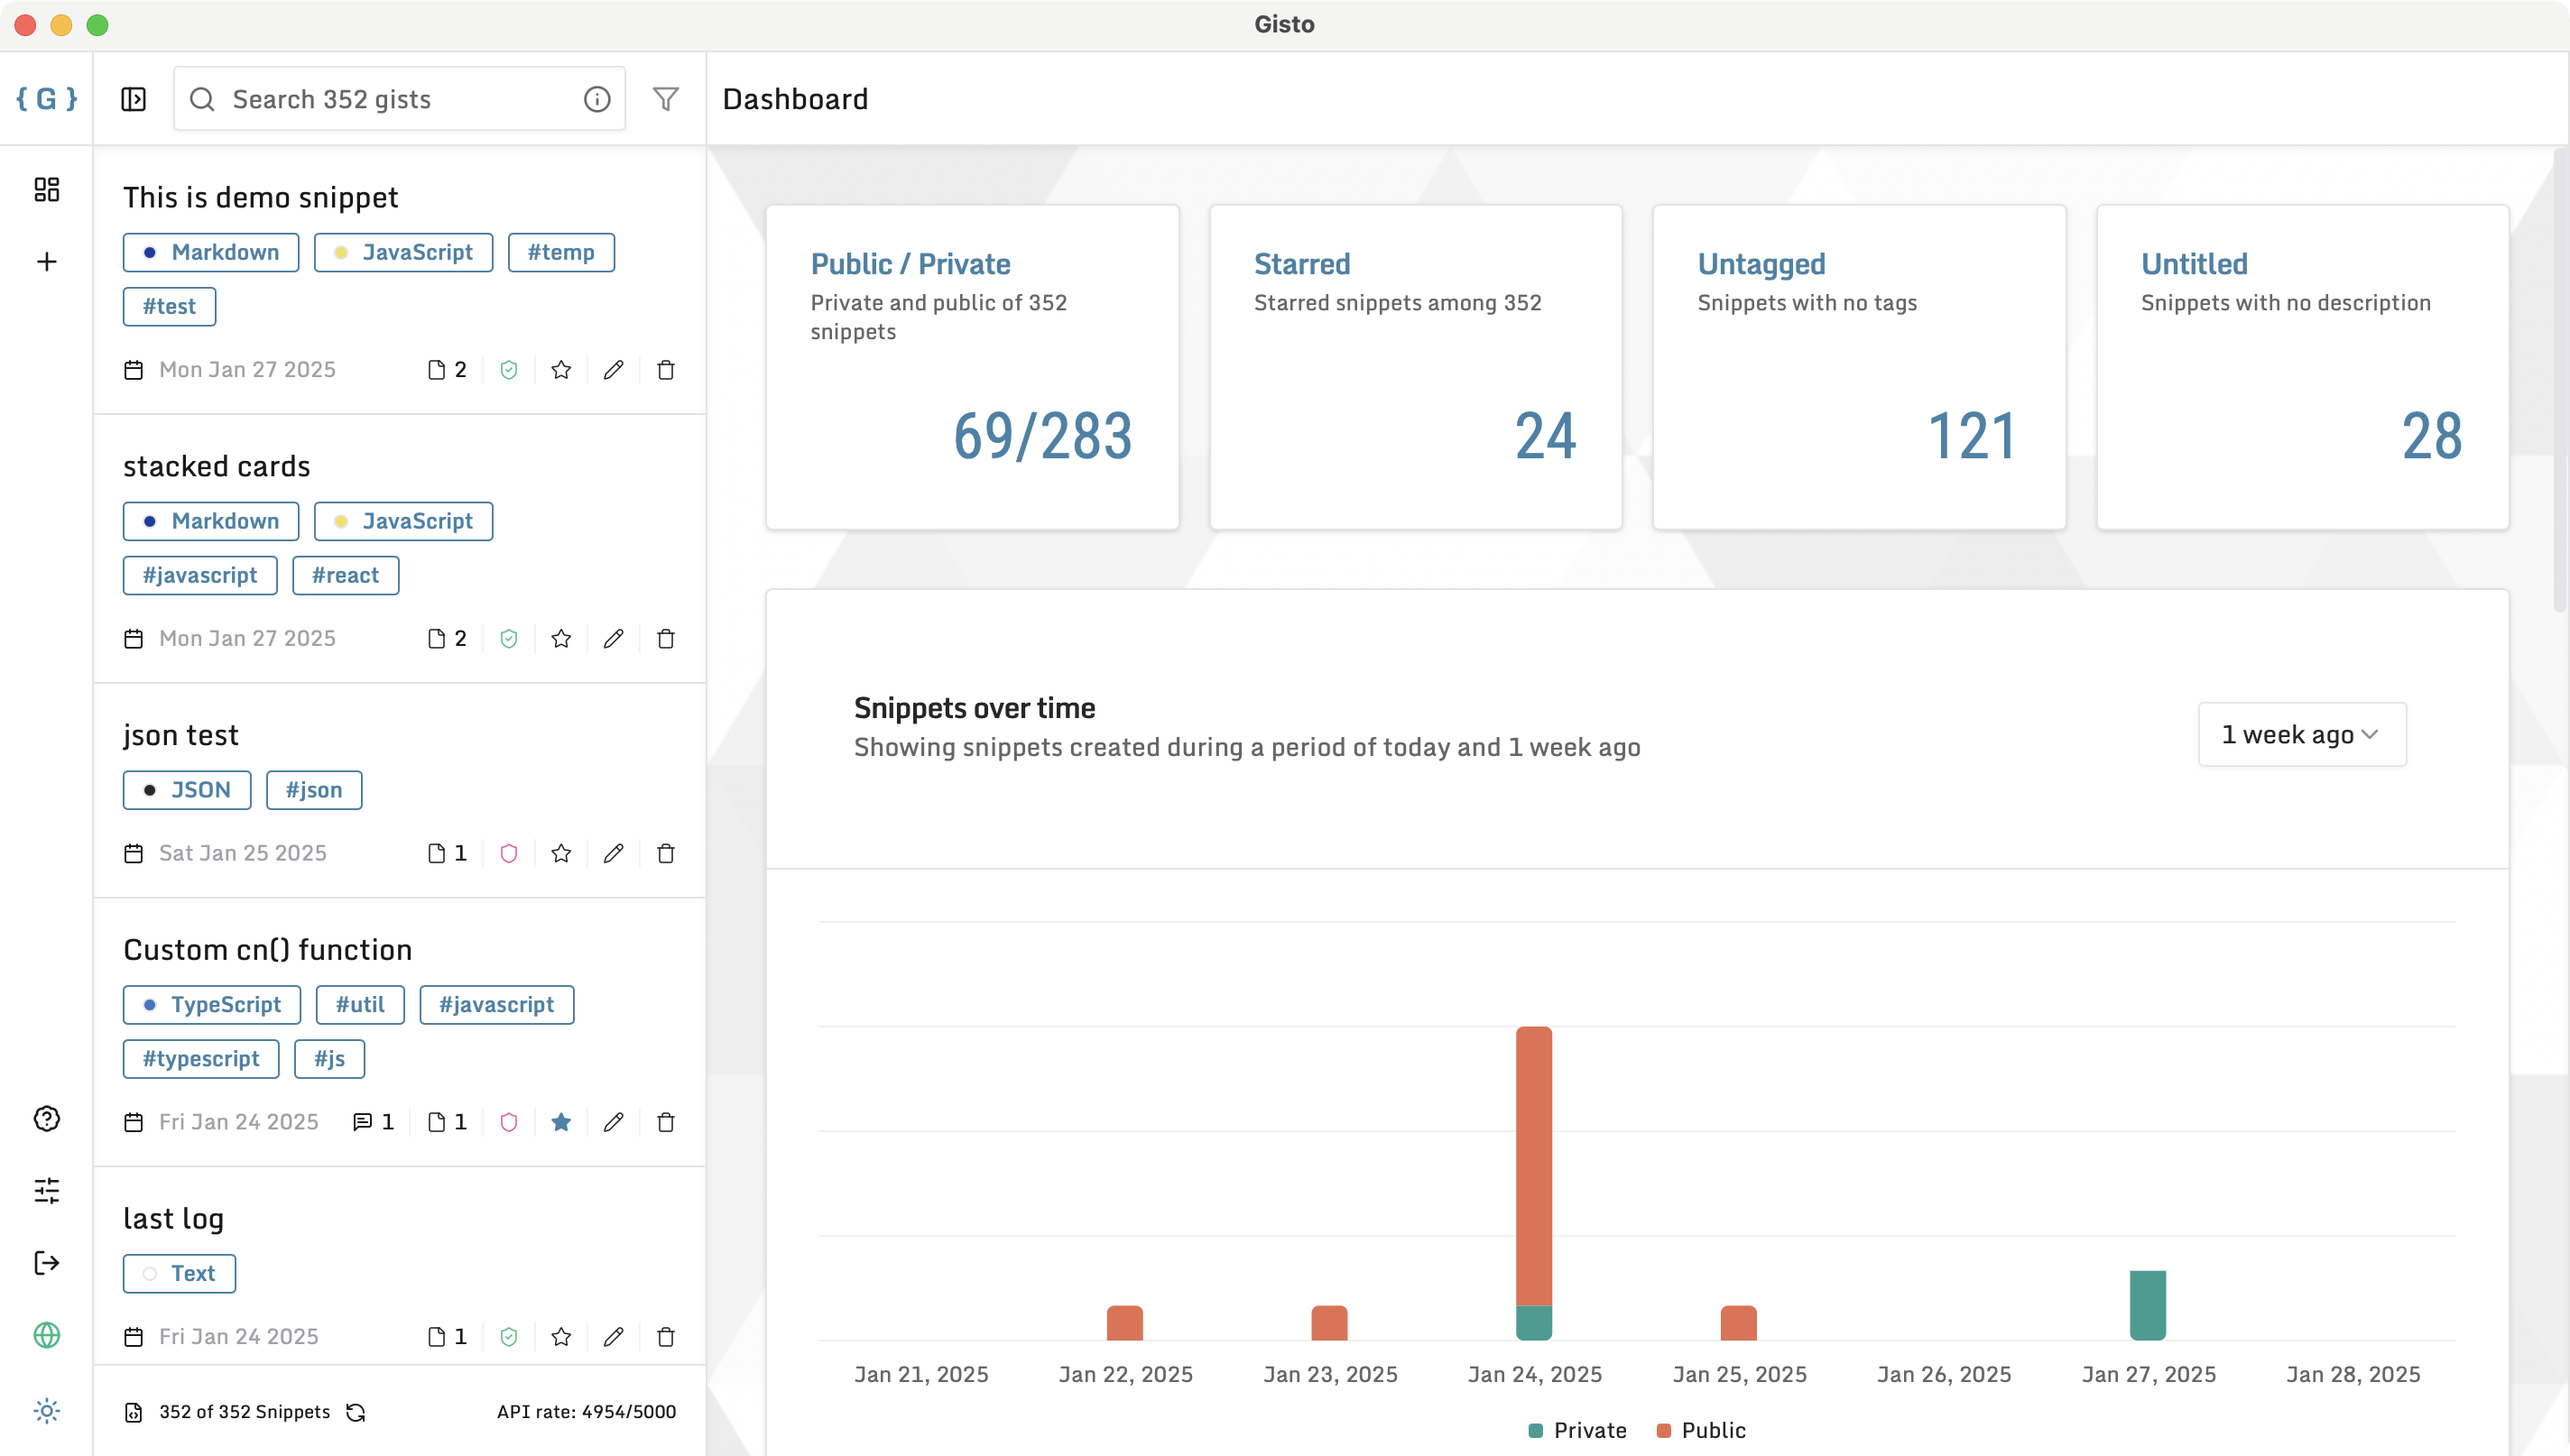 Gisto
{ G }
Search 352 gists
Dashboard
This is demo snippet
Markdown
JavaScript
#temp
#test
Mon Jan 27 2025
2
stacked cards
Markdown
JavaScript
#javascript
#react
Mon Jan 27 2025
2
json test
JSON
#json
Sat Jan 25 2025
1
Custom cn() function
TypeScript
#util
#javascript
#typescript
#js
Fri Jan 24 2025
1
1
last log
Text
Fri Jan 24 2025
1
352 of 352 Snippets
API rate: 4954/5000
Public / Private
Private and public of 352
snippets
69/283
Starred
Starred snippets among 352
24
Untagged
Snippets with no tags
121
Untitled
Snippets with no description
28
Snippets over time
Showing snippets created during a period of today and 1 week ago
1 week ago
Jan 21, 2025
Jan 22, 2025
Jan 23, 2025
Jan 24, 2025
Jan 25, 2025
Jan 26, 2025
Jan 27, 2025
Jan 28, 2025
Private
Public